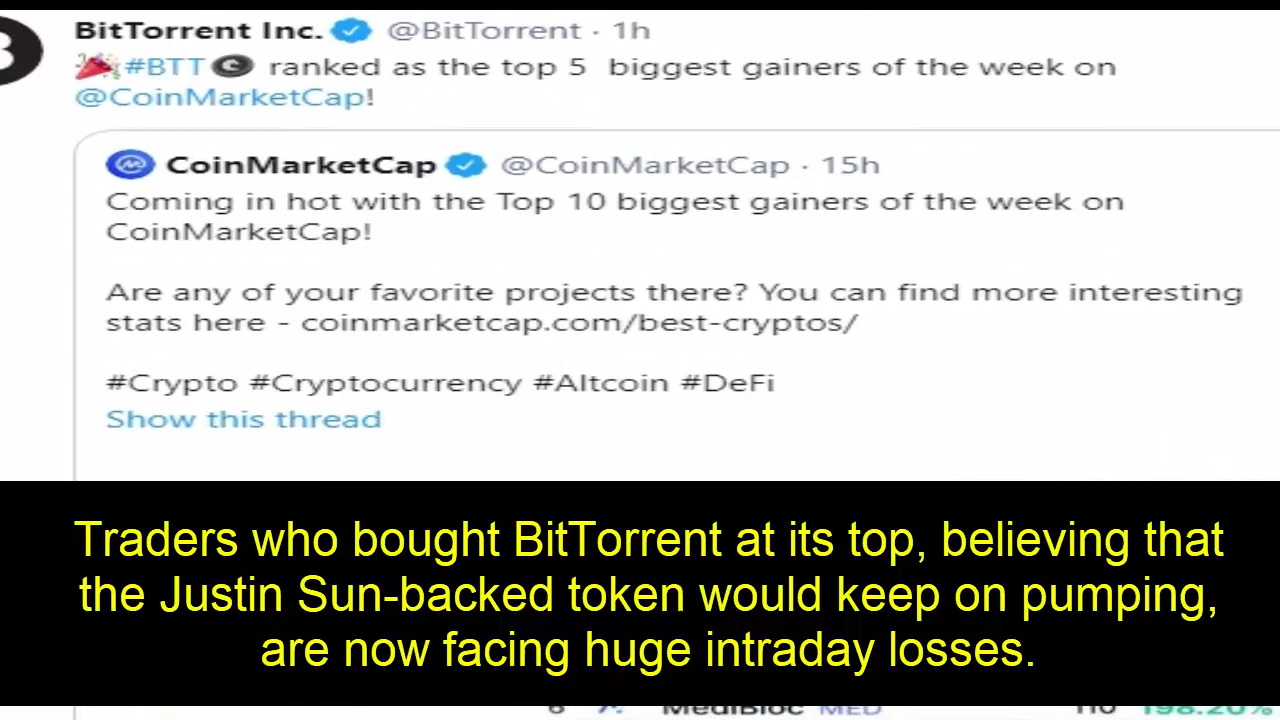 BitTorrent Inc. @BitTorrent · 1h
#BTT ranked as the top 5 biggest gainers of the week on
@CoinMarketCap!
CoinMarketCap @CoinMarketCap · 15h
Coming in hot with the Top 10 biggest gainers of the week on
CoinMarketCap!
Are any of your favorite projects there? You can find more interesting
stats here - coinmarketcap.com/best-cryptos/
#Crypto #Cryptocurrency #Altcoin #DeFi
Show this thread
Traders who bought BitTorrent at its top, believing that
the Justin Sun-backed token would keep on pumping,
are now facing huge intraday losses.
MediBloc MED 198.20%